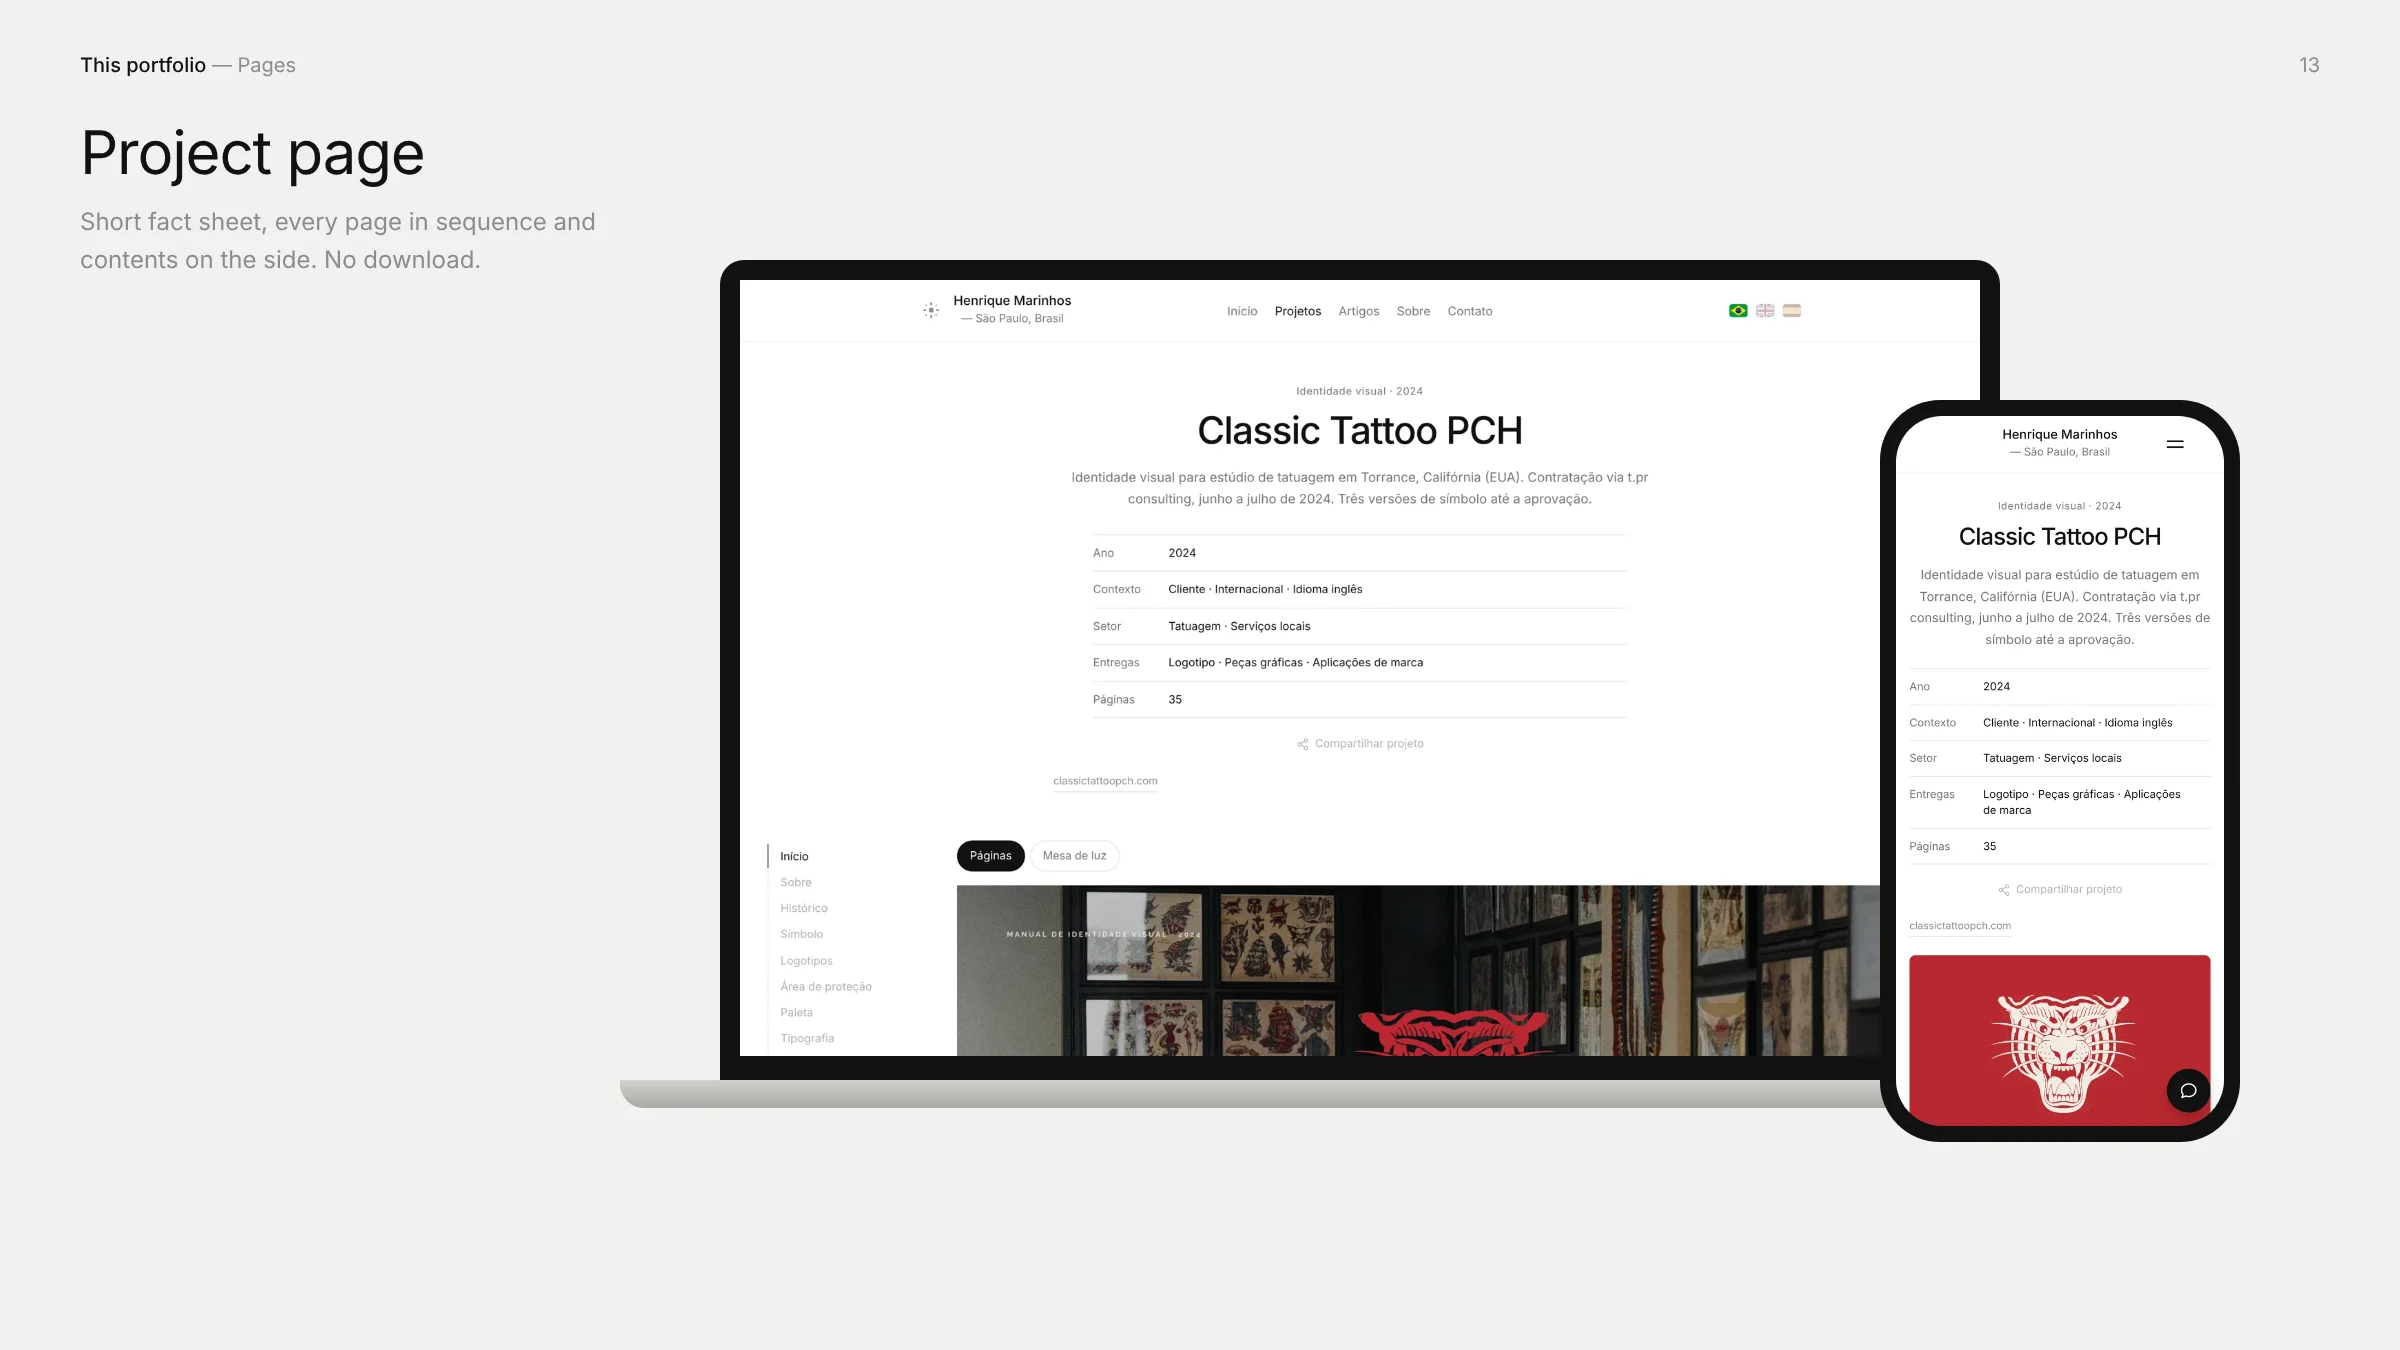 This portfolio — Pages
13
Project page
Short fact sheet, every page in sequence and
contents on the side. No download.
Henrique Marinhos
— São Paulo, Brasil
Início Projetos Artigos Sobre Contato
Identidade visual · 2024
Classic Tattoo PCH
Identidade visual para estúdio de tatuagem em Torrance, Califórnia (EUA). Contratação via t.pr
consulting, junho a julho de 2024. Três versões de símbolo até a aprovação.
Ano 2024
Contexto Cliente · Internacional · Idioma inglês
Setor Tatuagem · Serviços locais
Entregas Logotipo · Peças gráficas · Aplicações de marca
Páginas 35
Compartilhar projeto
classictattoopch.com
Início
Sobre
Histórico
Símbolo
Logotipos
Área de proteção
Paleta
Tipografia
Páginas Mesa de luz
MANUAL DE IDENTIDADE VISUAL · 2024
Henrique Marinhos
— São Paulo, Brasil
Identidade visual · 2024
Classic Tattoo PCH
Identidade visual para estúdio de tatuagem em
Torrance, Califórnia (EUA). Contratação via t.pr
consulting, junho a julho de 2024. Três versões de
símbolo até a aprovação.
Ano 2024
Contexto Cliente · Internacional · Idioma inglês
Setor Tatuagem · Serviços locais
Entregas Logotipo · Peças gráficas · Aplicações
de marca
Páginas 35
Compartilhar projeto
classictattoopch.com